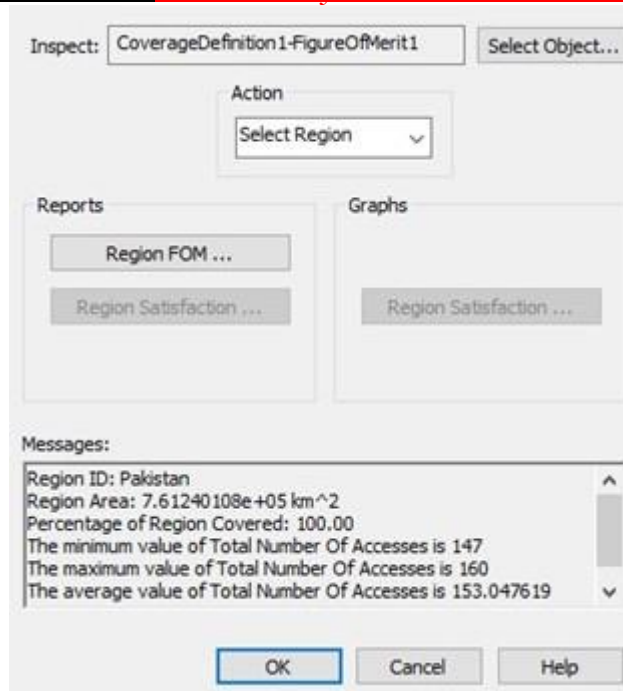 Inspect: CoverageDefinition1-FigureOfMerit1 Select Object...
Action
Select Region
Reports Graphs
Region FOM ...
Region Satisfaction ... Region Satisfaction ...
Messages:
Region ID: Pakistan
Region Area: 7.61240108e+05 km^2
Percentage of Region Covered: 100.00
The minimum value of Total Number Of Accesses is 147
The maximum value of Total Number Of Accesses is 160
The average value of Total Number Of Accesses is 153.047619
OK Cancel Help